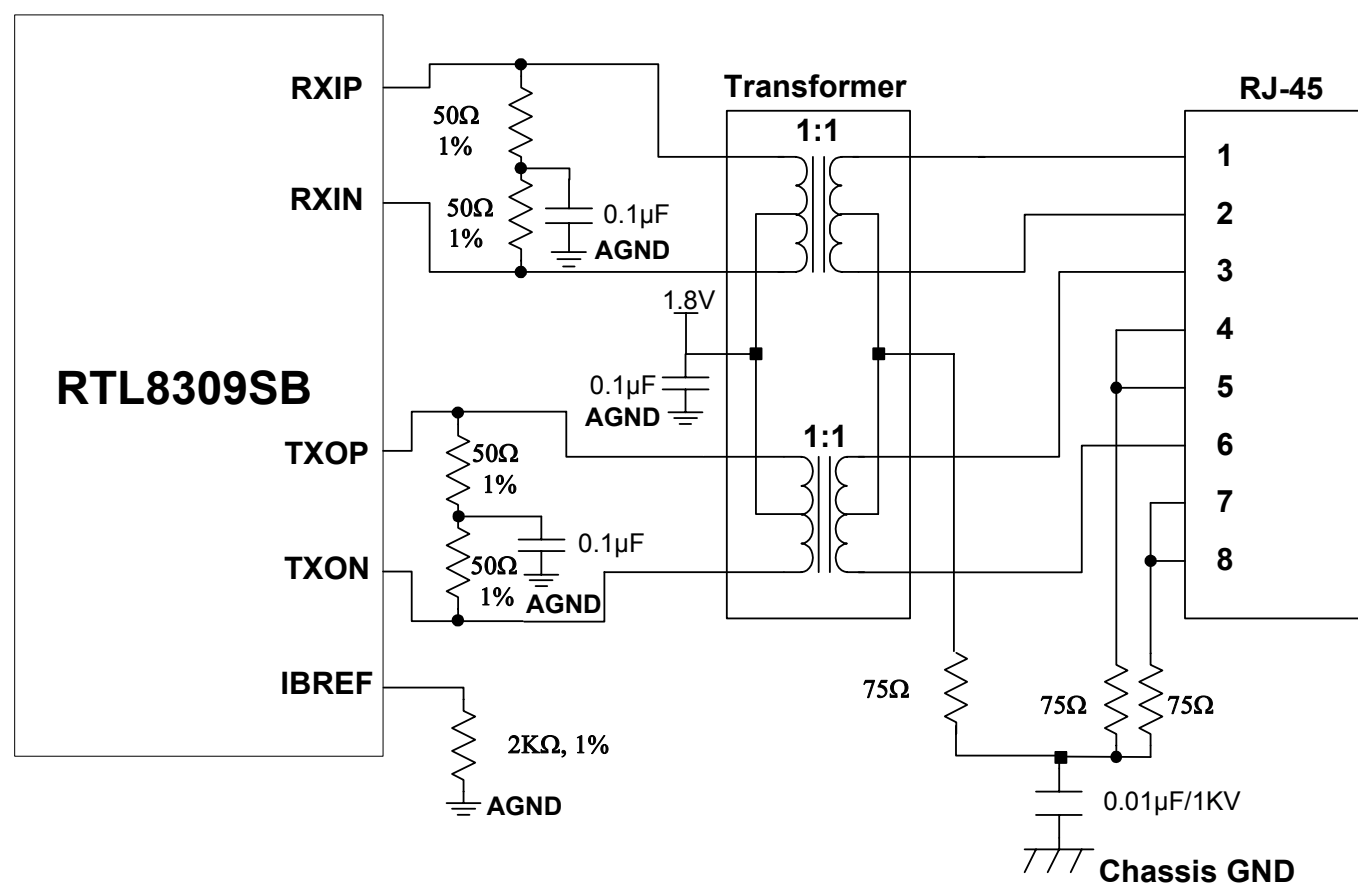 RTL8309SB
RXIP
RXIN
TXOP
TXON
IBREF
50Ω
1%
50Ω
1%
0.1µF
AGND
1.8V
0.1µF
AGND
50Ω
1%
50Ω
1%
0.1µF
AGND
2KΩ, 1%
AGND
Transformer
1:1
1:1
RJ-45
1
2
3
4
5
6
7
8
75Ω
75Ω
75Ω
0.01µF/1KV
Chassis GND